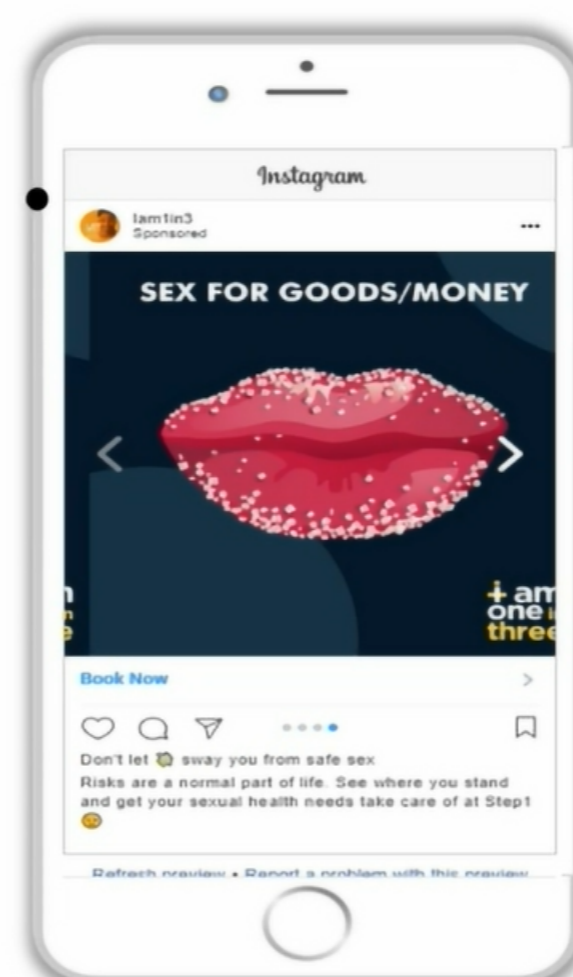 Instagram
Iam1in3
Sponsored
SEX FOR GOODS/MONEY
+ am
one i
three
Book Now
Don't let sway you from safe sex
Risks are a normal part of life. See where you stand
and get your sexual health needs take care of at Step1
Refresh preview • Report a problem with this preview